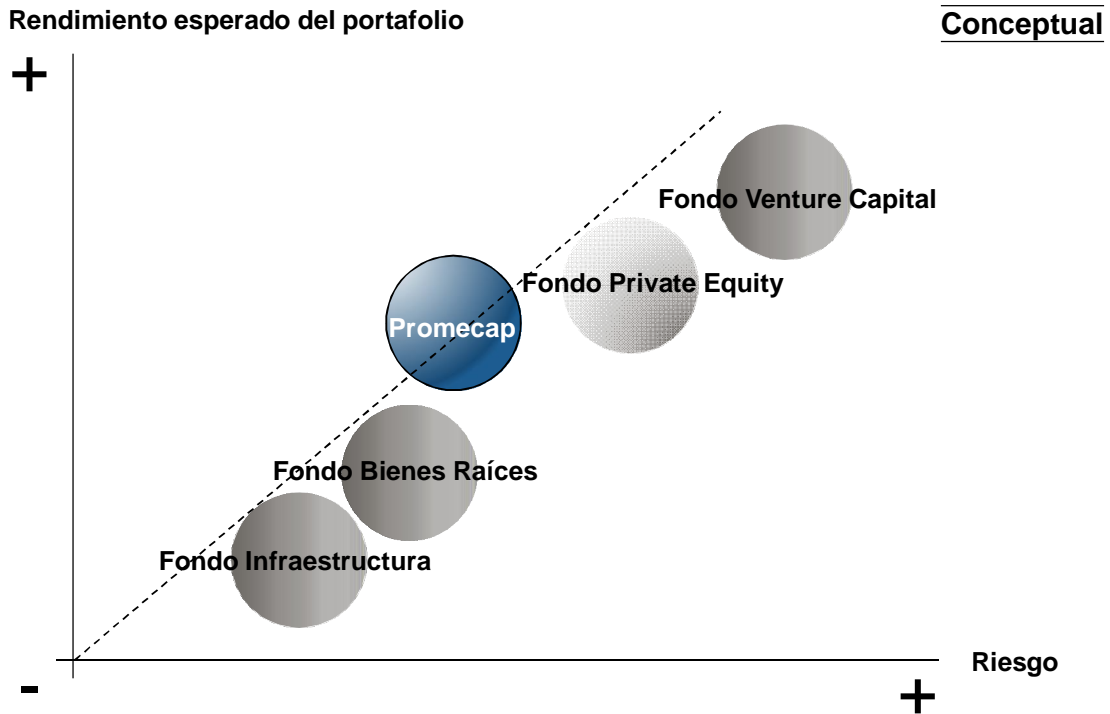 Rendimiento esperado del portafolio
Conceptual
+
Fondo Venture Capital
Fondo Private Equity
Promecap
Fondo Bienes Raíces
Fondo Infraestructura
Riesgo
-
+